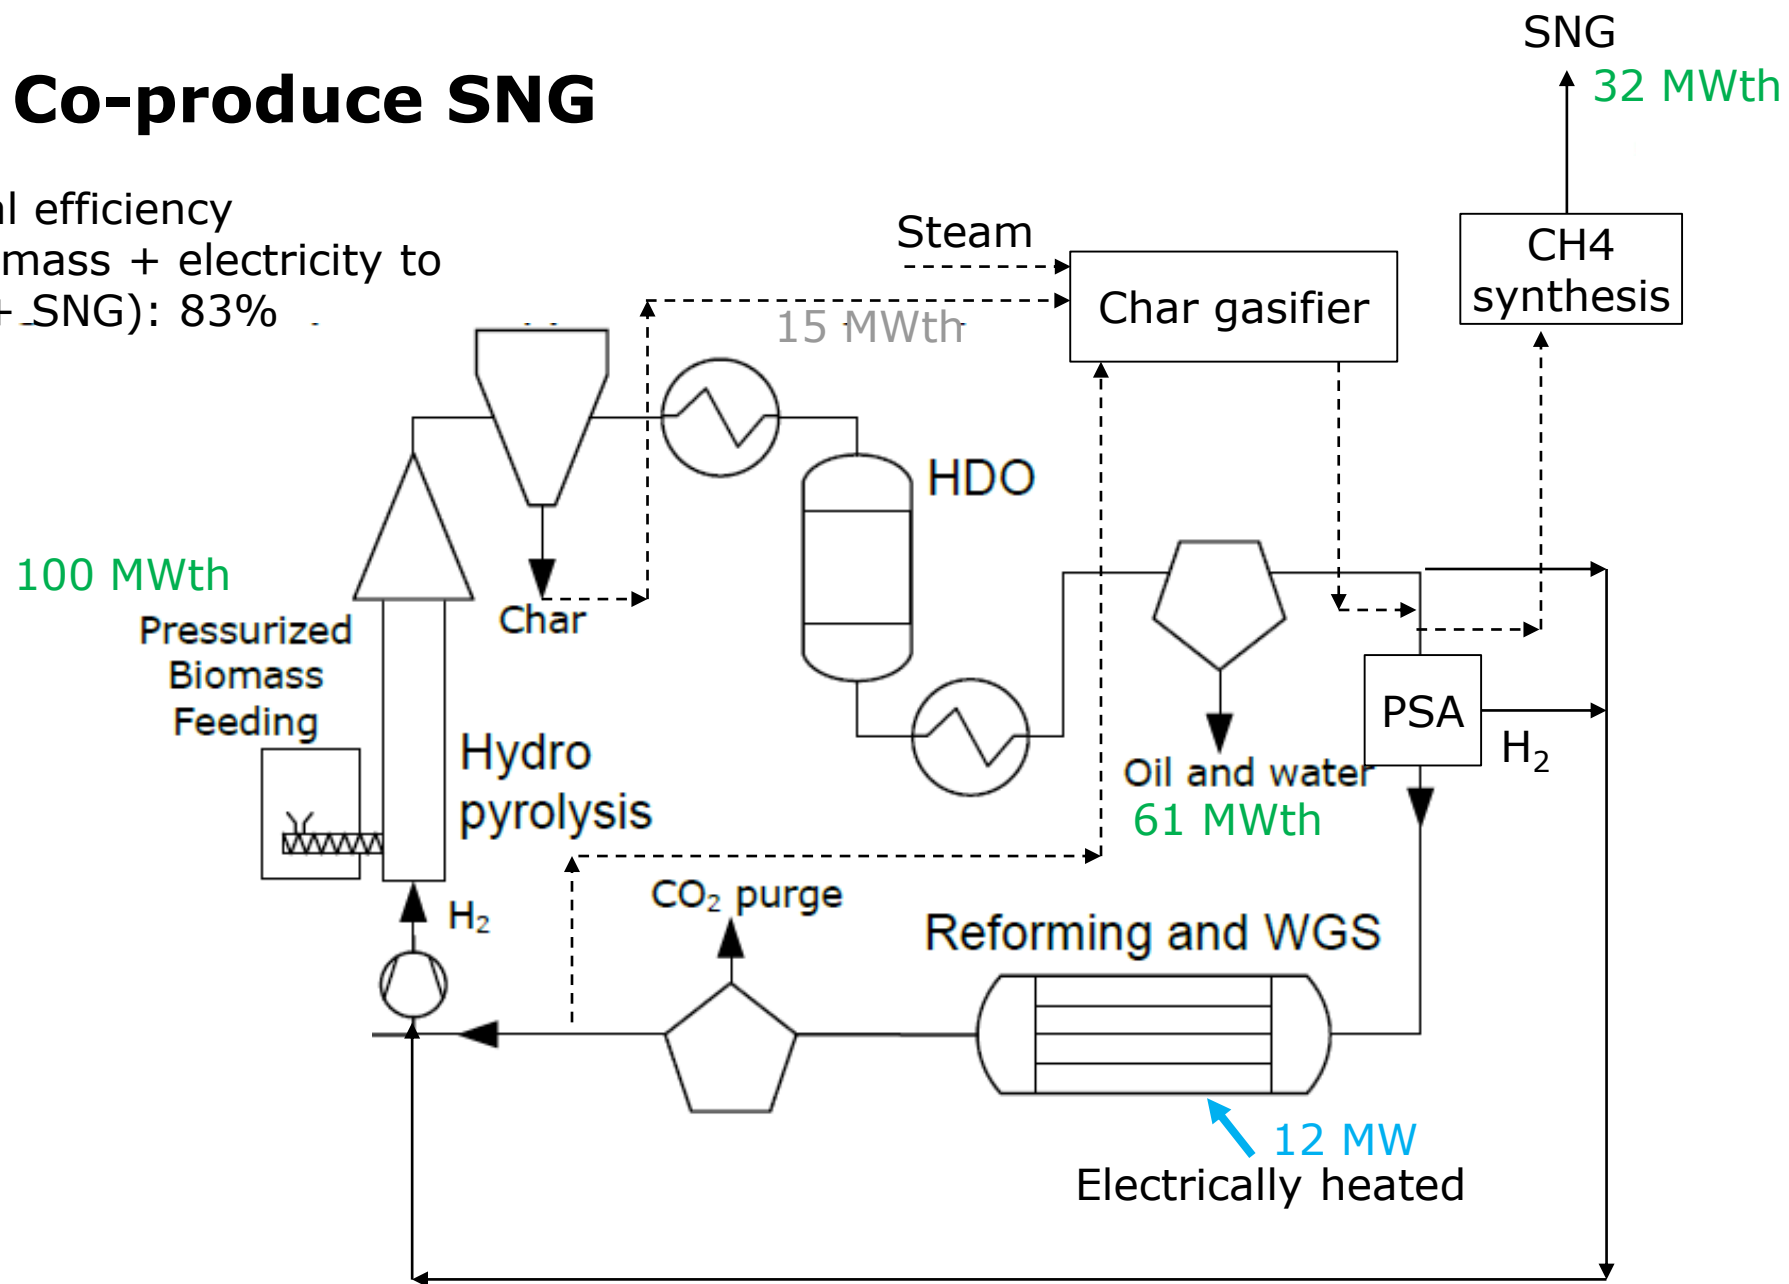 SNG
32 MWth
Co-produce SNG
l efficiency
mass + electricity to
+ SNG): 83%
Steam
Char gasifier
CH4
synthesis
15 MWth
HDO
100 MWth
Char
Pressurized
Biomass
Feeding
Hydro
pyrolysis
PSA
H₂
Oil and water
61 MWth
H₂
CO₂ purge
Reforming and WGS
12 MW
Electrically heated